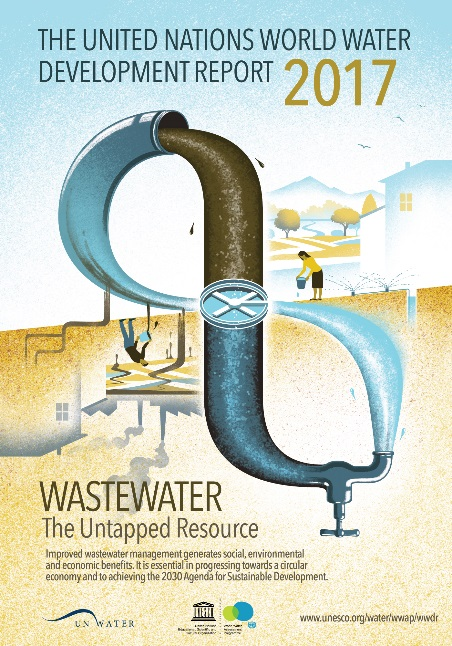 THE UNITED NATIONS WORLD WATER
DEVELOPMENT REPORT 2017
WASTEWATER
The Untapped Resource
Improved wastewater management generates social, environmental
and economic benefits. It is essential in progressing towards a circular
economy and to achieving the 2030 Agenda for Sustainable Development.
UN WATER
www.unesco.org/water/wwap/wwdr